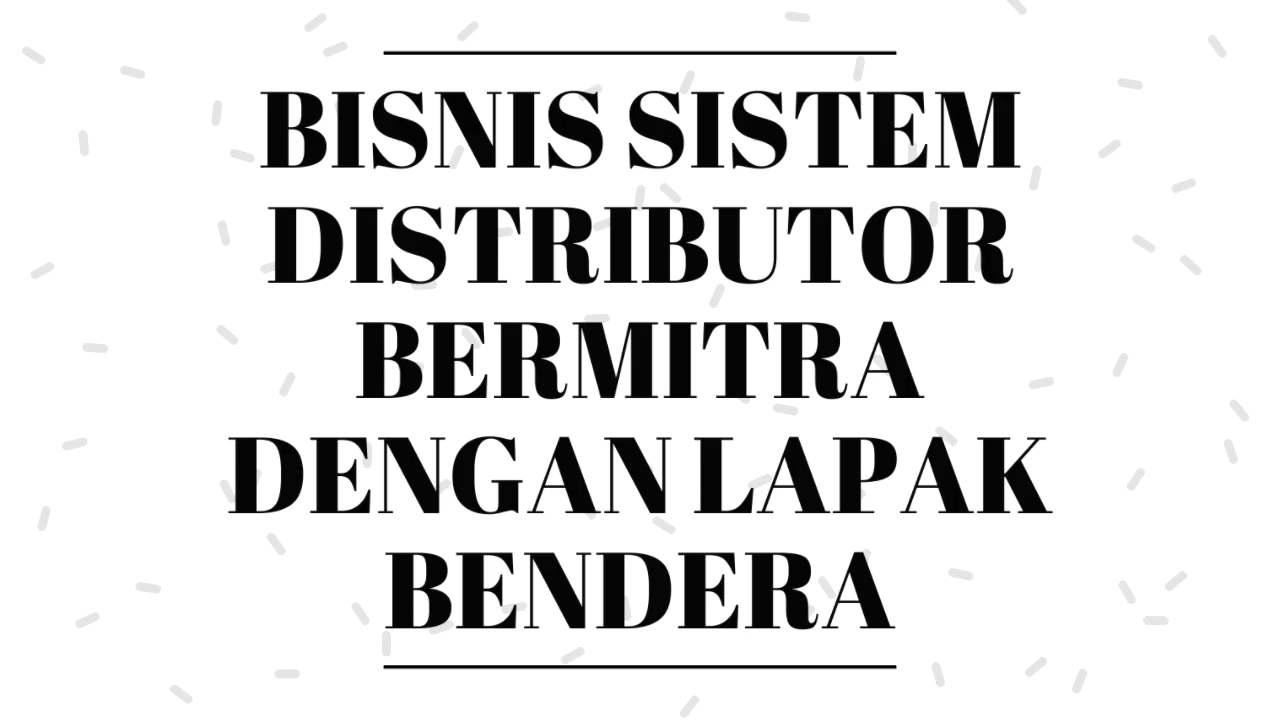 BISNIS SISTEM
DISTRIBUTOR
BERMITRA
DENGAN LAPAK
BENDERA